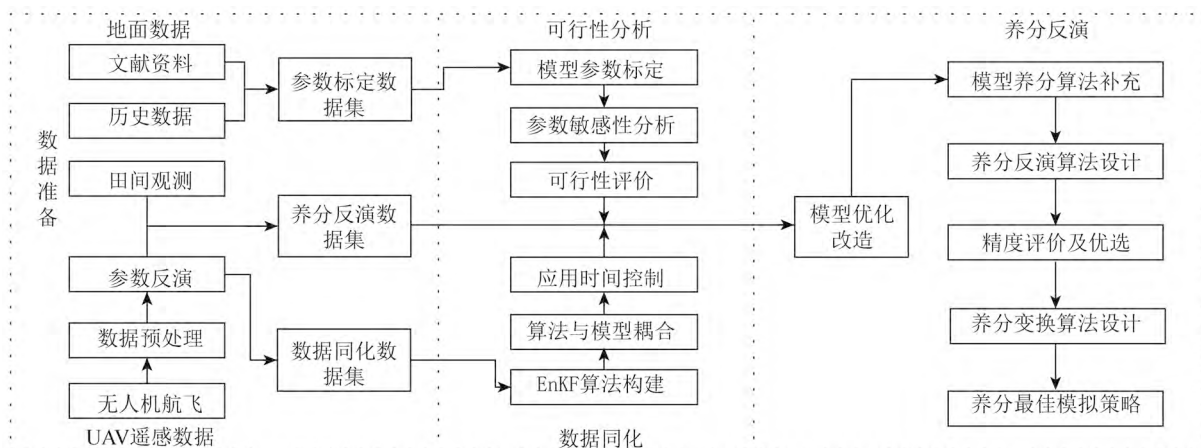 地面数据
文献资料
历史数据
参数标定数
据集
数据准备
田间观测
养分反演数
据集
参数反演
数据预处理
数据同化数
据集
无人机航飞
UAV遥感数据
可行性分析
模型参数标定
参数敏感性分析
可行性评价
应用时间控制
算法与模型耦合
EnKF算法构建
数据同化
模型优化
改造
养分反演
模型养分算法补充
养分反演算法设计
精度评价及优选
养分变换算法设计
养分最佳模拟策略